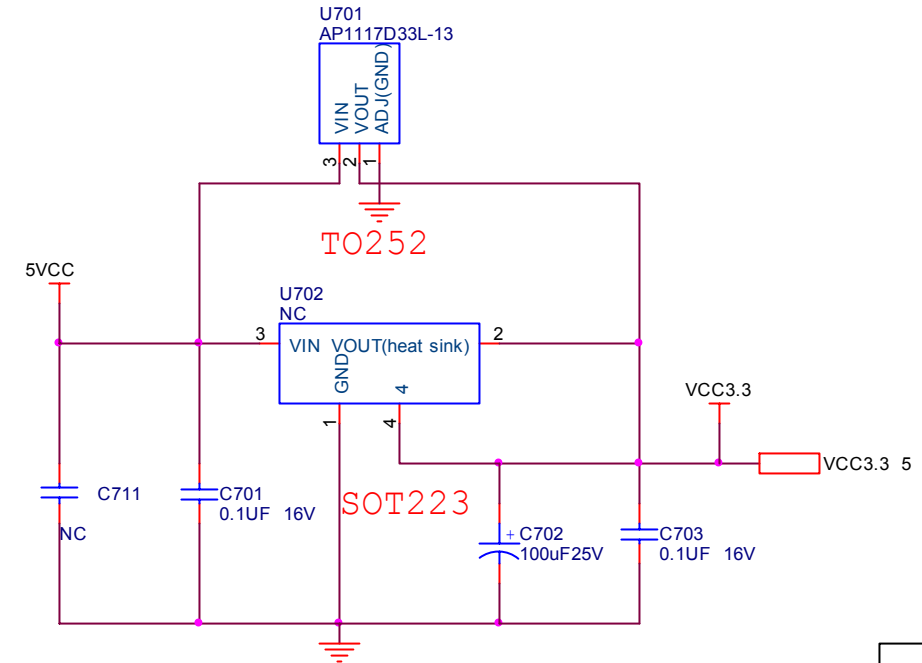 U701
AP1117D33L-13
VIN
VOUT
ADJ(GND)
3
2
1
TO252
5VCC
U702
NC
3
VIN VOUT(heat sink)
2
GND
4
1
4
VCC3.3
VCC3.3 5
C711
NC
C701
0.1UF 16V
SOT223
+
C702
100uF25V
C703
0.1UF 16V